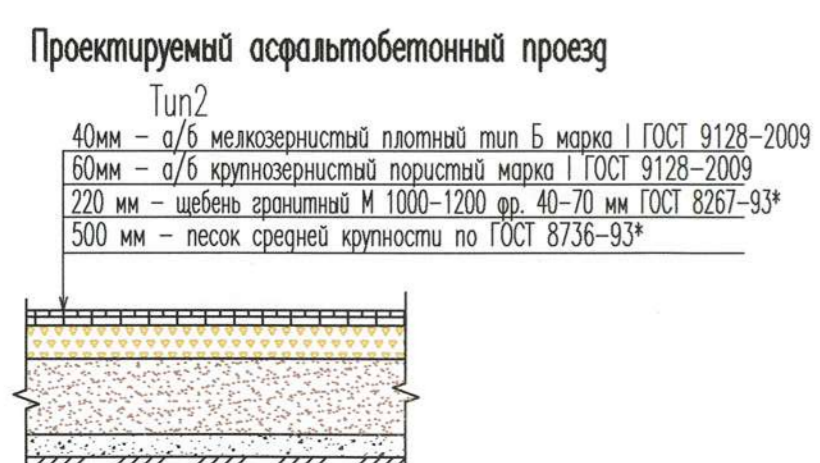 Проектируемый асфальтобетонный проезд
Тип2
40мм – а/б мелкозернистый плотный тип Б марка I ГОСТ 9128–2009
60мм – а/б крупнозернистый пористый марка I ГОСТ 9128–2009
220 мм – щебень гранитный М 1000–1200 фр. 40–70 мм ГОСТ 8267–93*
500 мм – песок средней крупности по ГОСТ 8736–93*